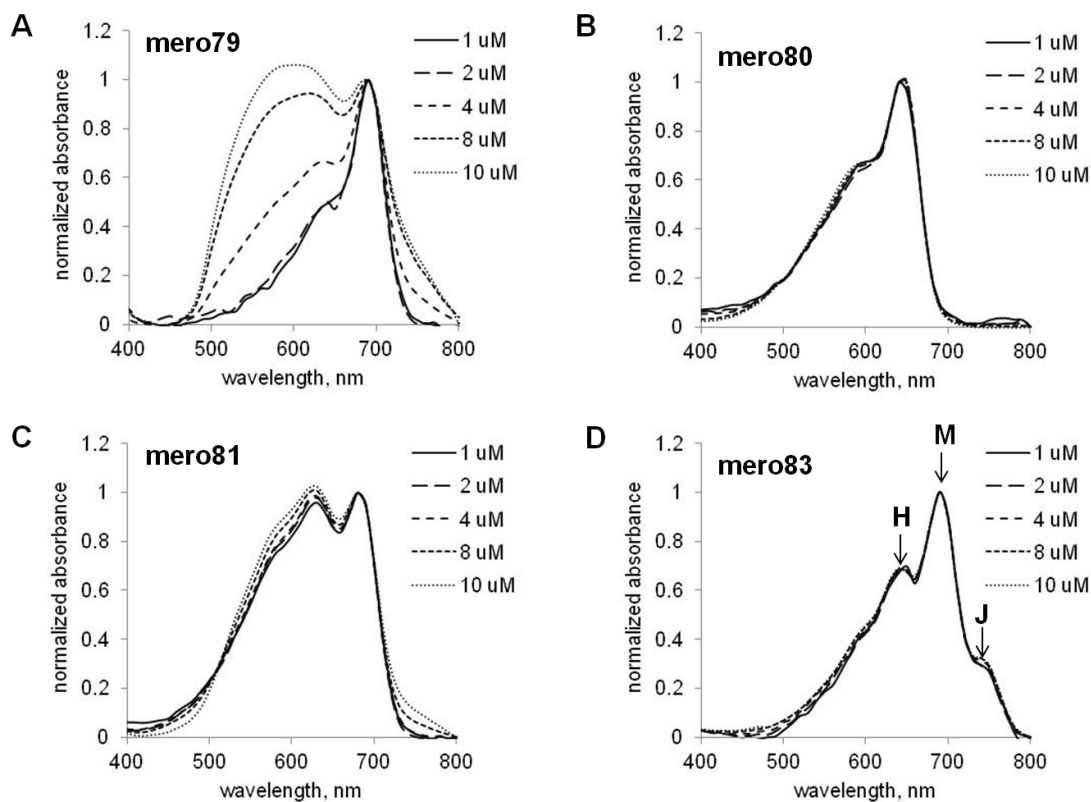 A
mero79
normalized absorbance
1.2
1
0.8
0.6
0.4
0.2
0
400
500
600
700
800
wavelength, nm
1 uM
2 uM
4 uM
8 uM
10 uM
B
mero80
normalized absorbance
1.2
1
0.8
0.6
0.4
0.2
0
400
500
600
700
800
wavelength, nm
1 uM
2 uM
4 uM
8 uM
10 uM
C
mero81
normalized absorbance
1.2
1
0.8
0.6
0.4
0.2
0
400
500
600
700
800
wavelength, nm
1 uM
2 uM
4 uM
8 uM
10 uM
D
mero83
M
H
J
normalized absorbance
1.2
1
0.8
0.6
0.4
0.2
0
400
500
600
700
800
wavelength, nm
1 uM
2 uM
4 uM
8 uM
10 uM